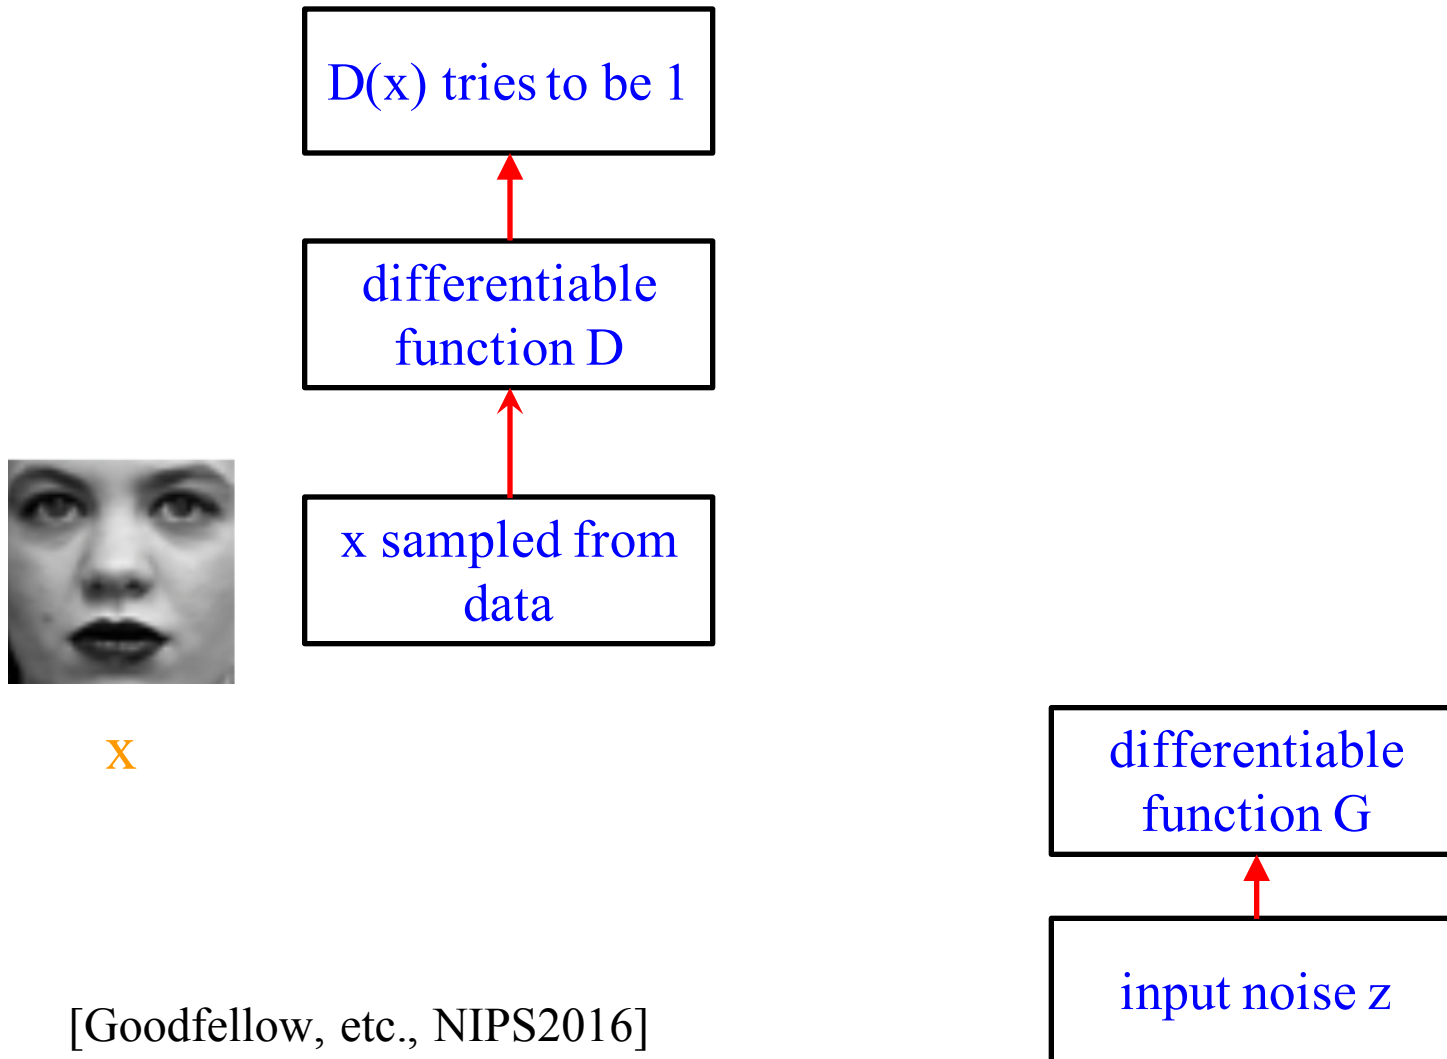 D(x) tries to be 1
differentiable
function D
x sampled from
data
x
differentiable
function G
input noise z
[Goodfellow, etc., NIPS2016]